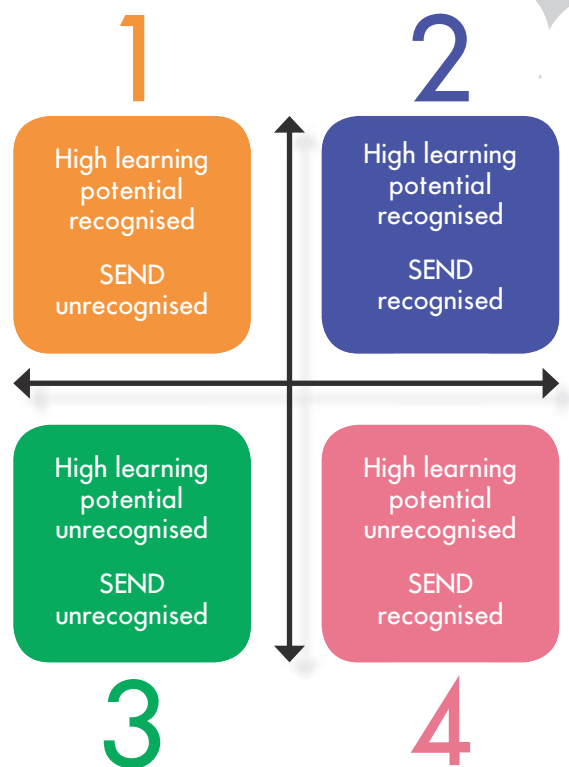 1
High learning
potential
recognised
SEND
unrecognised
2
High learning
potential
recognised
SEND
recognised
High learning
potential
unrecognised
SEND
unrecognised
3
High learning
potential
unrecognised
SEND
recognised
4